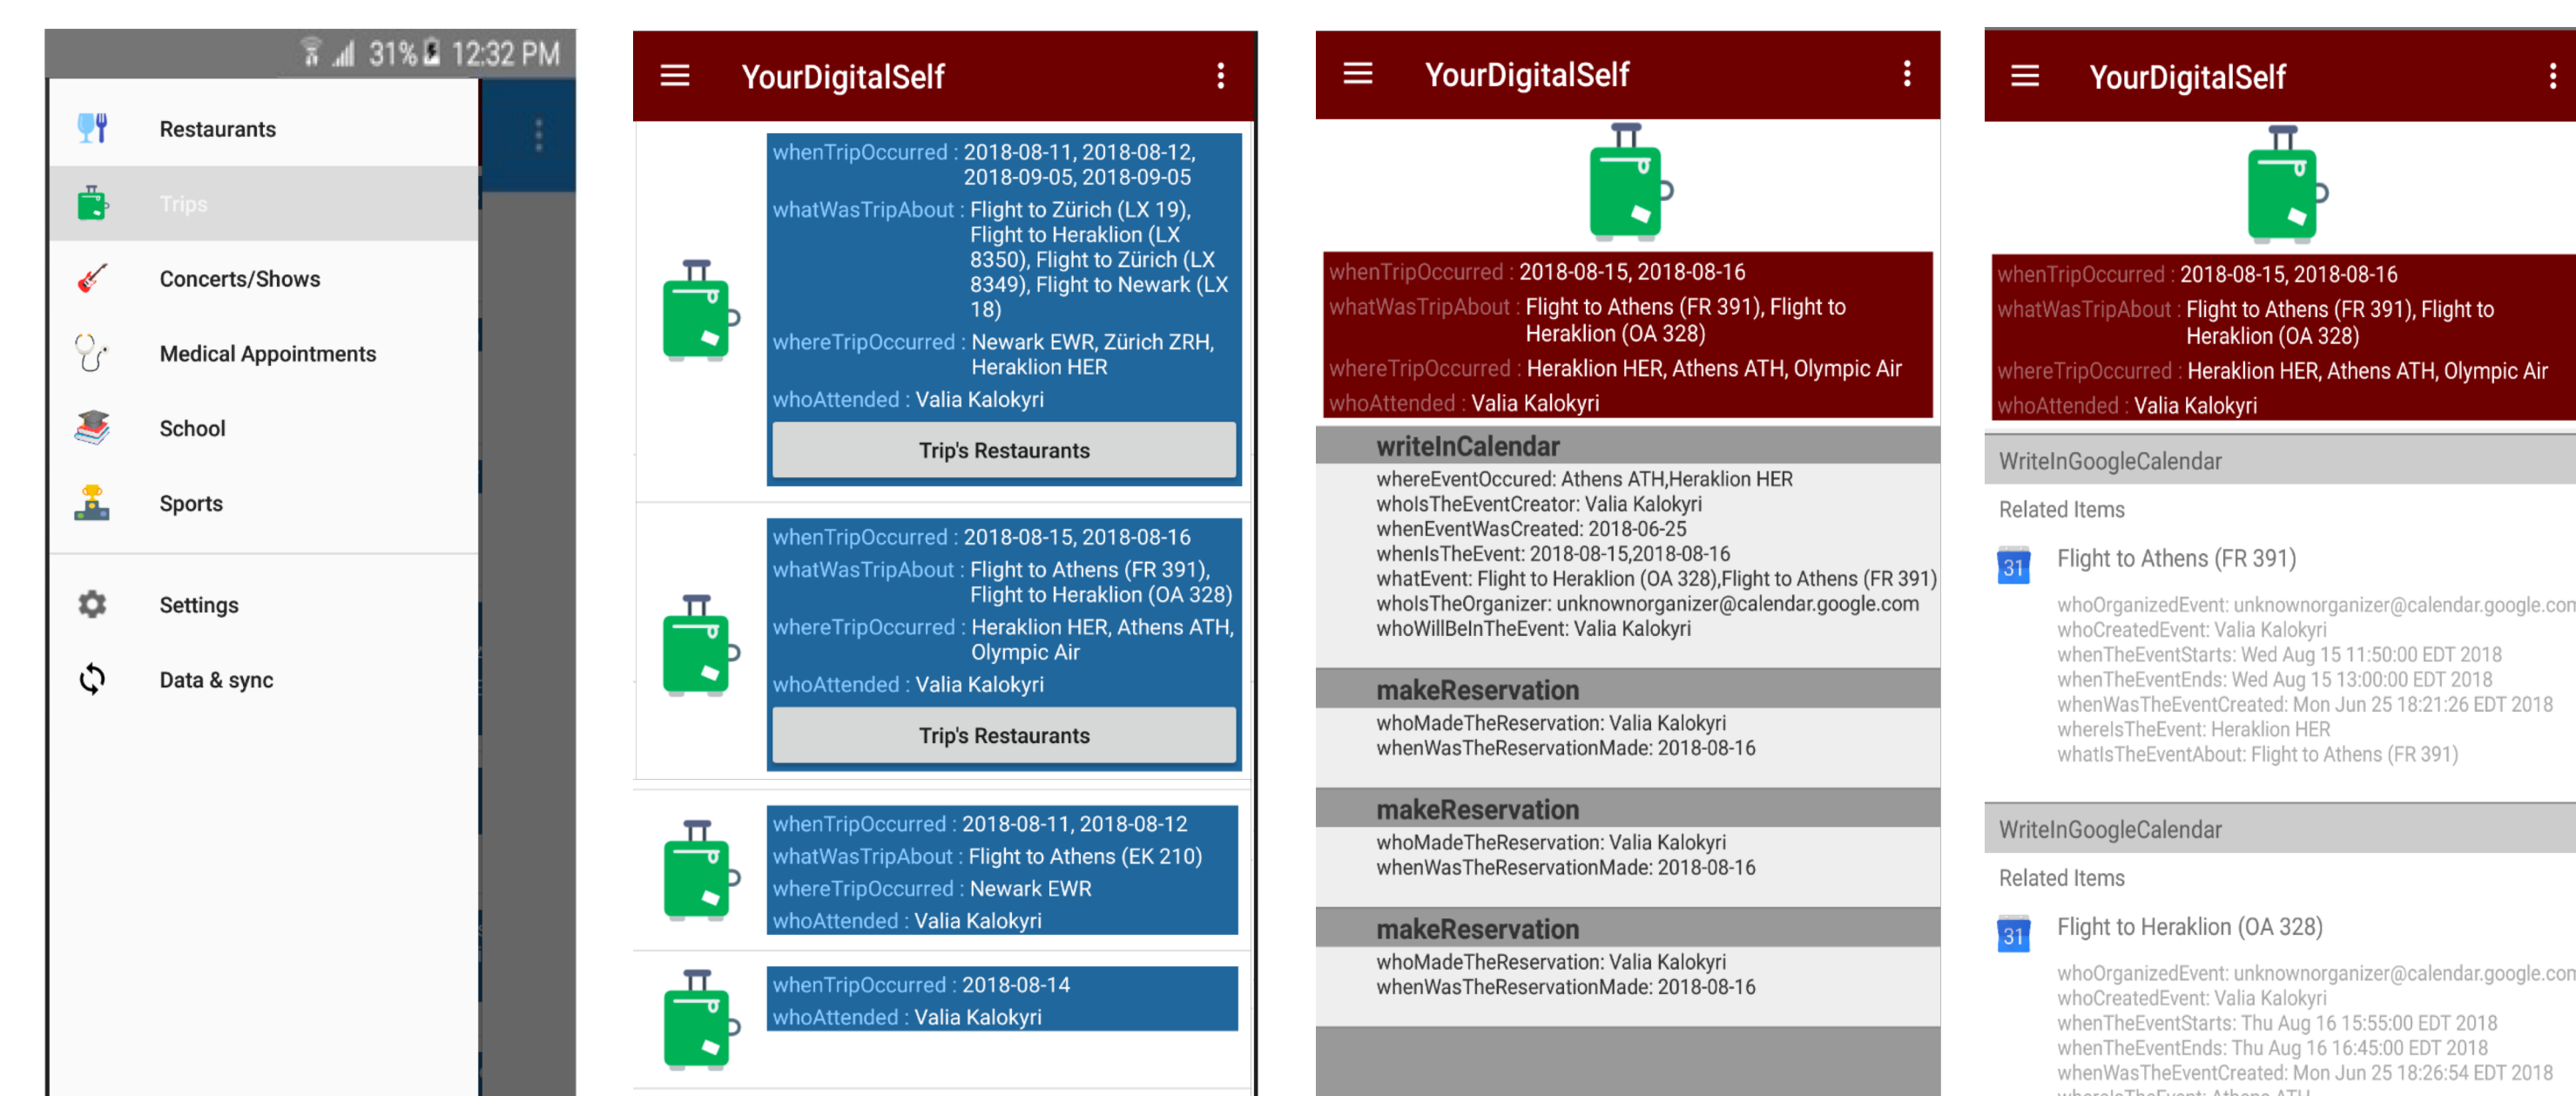 31% 12:32 PM
Restaurants
Trips
Concerts/Shows
Medical Appointments
School
Sports
Settings
Data & sync
YourDigitalSelf
whenTripOccurred : 2018-08-11, 2018-08-12,
2018-09-05, 2018-09-05
whatWasTripAbout : Flight to Zürich (LX 19),
Flight to Heraklion (LX
8350), Flight to Zürich (LX
8349), Flight to Newark (LX
18)
whereTripOccurred : Newark EWR, Zürich ZRH,
Heraklion HER
whoAttended : Valia Kalokyri
Trip's Restaurants
whenTripOccurred : 2018-08-15, 2018-08-16
whatWasTripAbout : Flight to Athens (FR 391),
Flight to Heraklion (OA 328)
whereTripOccurred : Heraklion HER, Athens ATH,
Olympic Air
whoAttended : Valia Kalokyri
Trip's Restaurants
whenTripOccurred : 2018-08-11, 2018-08-12
whatWasTripAbout : Flight to Athens (EK 210)
whereTripOccurred : Newark EWR
whoAttended : Valia Kalokyri
whenTripOccurred : 2018-08-14
whoAttended : Valia Kalokyri
YourDigitalSelf
whenTripOccurred : 2018-08-15, 2018-08-16
whatWasTripAbout : Flight to Athens (FR 391), Flight to
Heraklion (OA 328)
whereTripOccurred : Heraklion HER, Athens ATH, Olympic Air
whoAttended : Valia Kalokyri
writeInCalendar
whereEventOccured: Athens ATH,Heraklion HER
whoIsTheEventCreator: Valia Kalokyri
whenEventWasCreated: 2018-06-25
whenIsTheEvent: 2018-08-15,2018-08-16
whatEvent: Flight to Heraklion (OA 328),Flight to Athens (FR 391)
whoIsTheOrganizer: unknownorganizer@calendar.google.com
whoWillBeInTheEvent: Valia Kalokyri
makeReservation
whoMadeTheReservation: Valia Kalokyri
whenWasTheReservationMade: 2018-08-16
makeReservation
whoMadeTheReservation: Valia Kalokyri
whenWasTheReservationMade: 2018-08-16
makeReservation
whoMadeTheReservation: Valia Kalokyri
whenWasTheReservationMade: 2018-08-16
YourDigitalSelf
whenTripOccurred : 2018-08-15, 2018-08-16
whatWasTripAbout : Flight to Athens (FR 391), Flight to
Heraklion (OA 328)
whereTripOccurred : Heraklion HER, Athens ATH, Olympic Air
whoAttended : Valia Kalokyri
WriteInGoogleCalendar
Related Items
31 Flight to Athens (FR 391)
whoOrganizedEvent: unknownorganizer@calendar.google.com
whoCreatedEvent: Valia Kalokyri
whenTheEventStarts: Wed Aug 15 11:50:00 EDT 2018
whenTheEventEnds: Wed Aug 15 13:00:00 EDT 2018
whenWasTheEventCreated: Mon Jun 25 18:21:26 EDT 2018
whereIsTheEvent: Heraklion HER
whatIsTheEventAbout: Flight to Athens (FR 391)
WriteInGoogleCalendar
Related Items
31 Flight to Heraklion (OA 328)
whoOrganizedEvent: unknownorganizer@calendar.google.com
whoCreatedEvent: Valia Kalokyri
whenTheEventStarts: Thu Aug 16 15:55:00 EDT 2018
whenTheEventEnds: Thu Aug 16 16:45:00 EDT 2018
whenWasTheEventCreated: Mon Jun 25 18:26:54 EDT 2018
whereIsTheEvent: Athens ATH